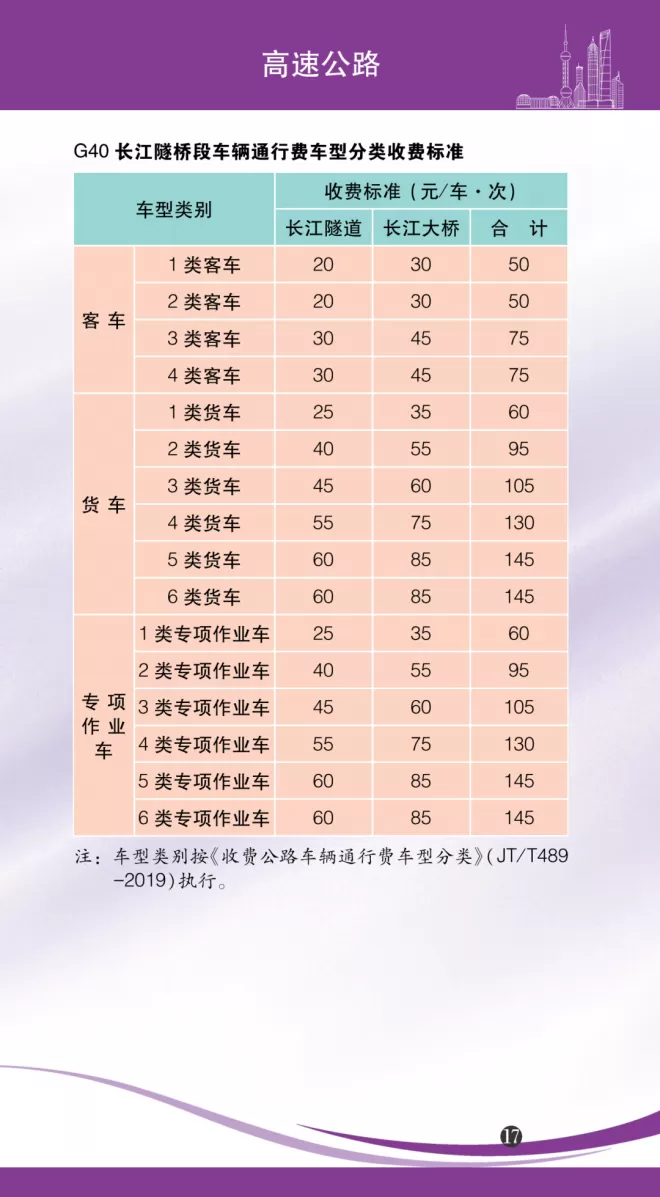 高速公路
G40 长江隧桥段车辆通行费车型分类收费标准
车型类别 收费标准（元/车·次）
长江隧道 长江大桥 合 计
客车 1 类客车 20 30 50
2 类客车 20 30 50
3 类客车 30 45 75
4 类客车 30 45 75
货车 1 类货车 25 35 60
2 类货车 40 55 95
3 类货车 45 60 105
4 类货车 55 75 130
5 类货车 60 85 145
6 类货车 60 85 145
专项作业车 1 类专项作业车 25 35 60
2 类专项作业车 40 55 95
3 类专项作业车 45 60 105
4 类专项作业车 55 75 130
5 类专项作业车 60 85 145
6 类专项作业车 60 85 145
注：车型类别按《收费公路车辆通行费车型分类》（JT/T489
-2019）执行。
17